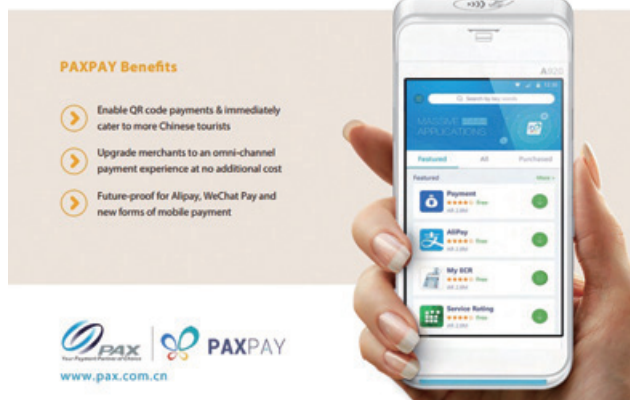 PAXPAY Benefits
Enable QR code payments & immediately
cater to more Chinese tourists
Upgrade merchants to an omni-channel
payment experience at no additional cost
Future-proof for Alipay, WeChat Pay and
new forms of mobile payment
PAX
Your Payment Partner of Choice
PAXPAY
www.pax.com.cn
A920
Search by key words
MASSIVE
APPLICATIONS
Featured All Purchased
Featured More
Payment
Free
AliPay
Free
My ECR
Free
Service Rating
Free